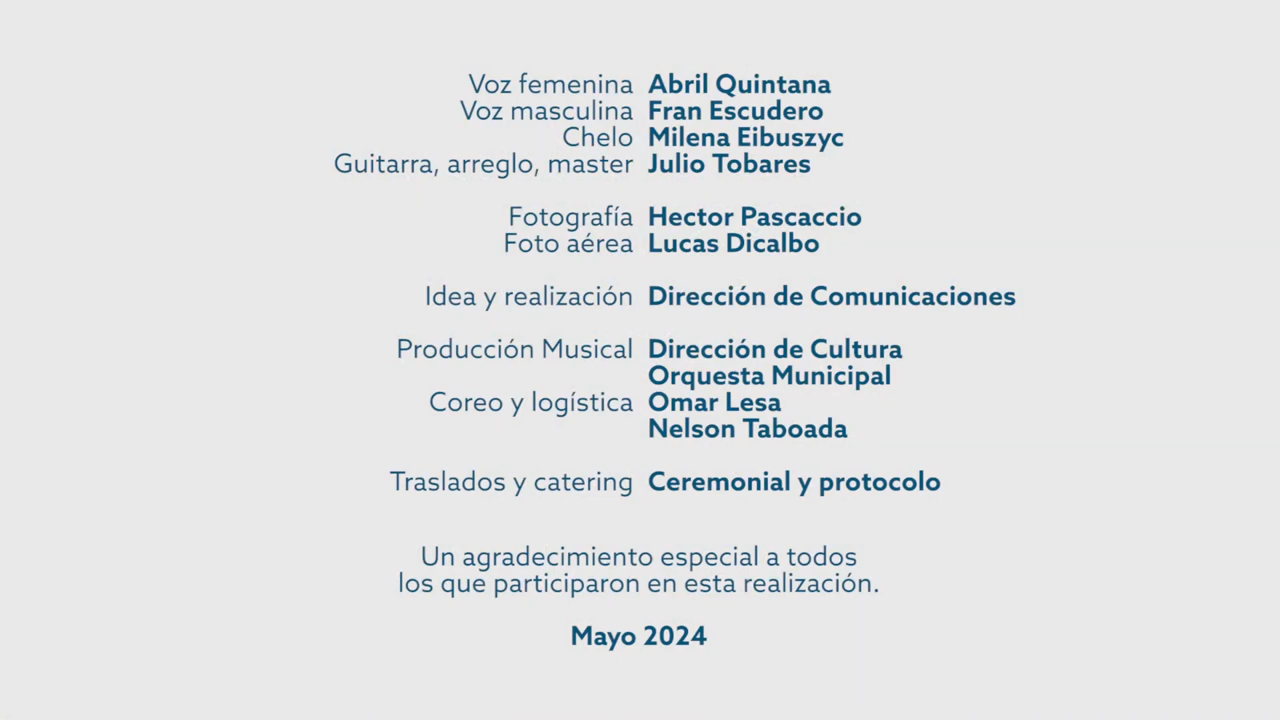 Voz femenina Abril Quintana
Voz masculina Fran Escudero
Chelo Milena Eibuszyc
Guitarra, arreglo, master Julio Tobares
Fotografía Hector Pascaccio
Foto aérea Lucas Dicalbo
Idea y realización Dirección de Comunicaciones
Producción Musical Dirección de Cultura
Orquesta Municipal
Coreo y logística Omar Lesa
Nelson Taboada
Traslados y catering Ceremonial y protocolo
Un agradecimiento especial a todos
los que participaron en esta realización.
Mayo 2024